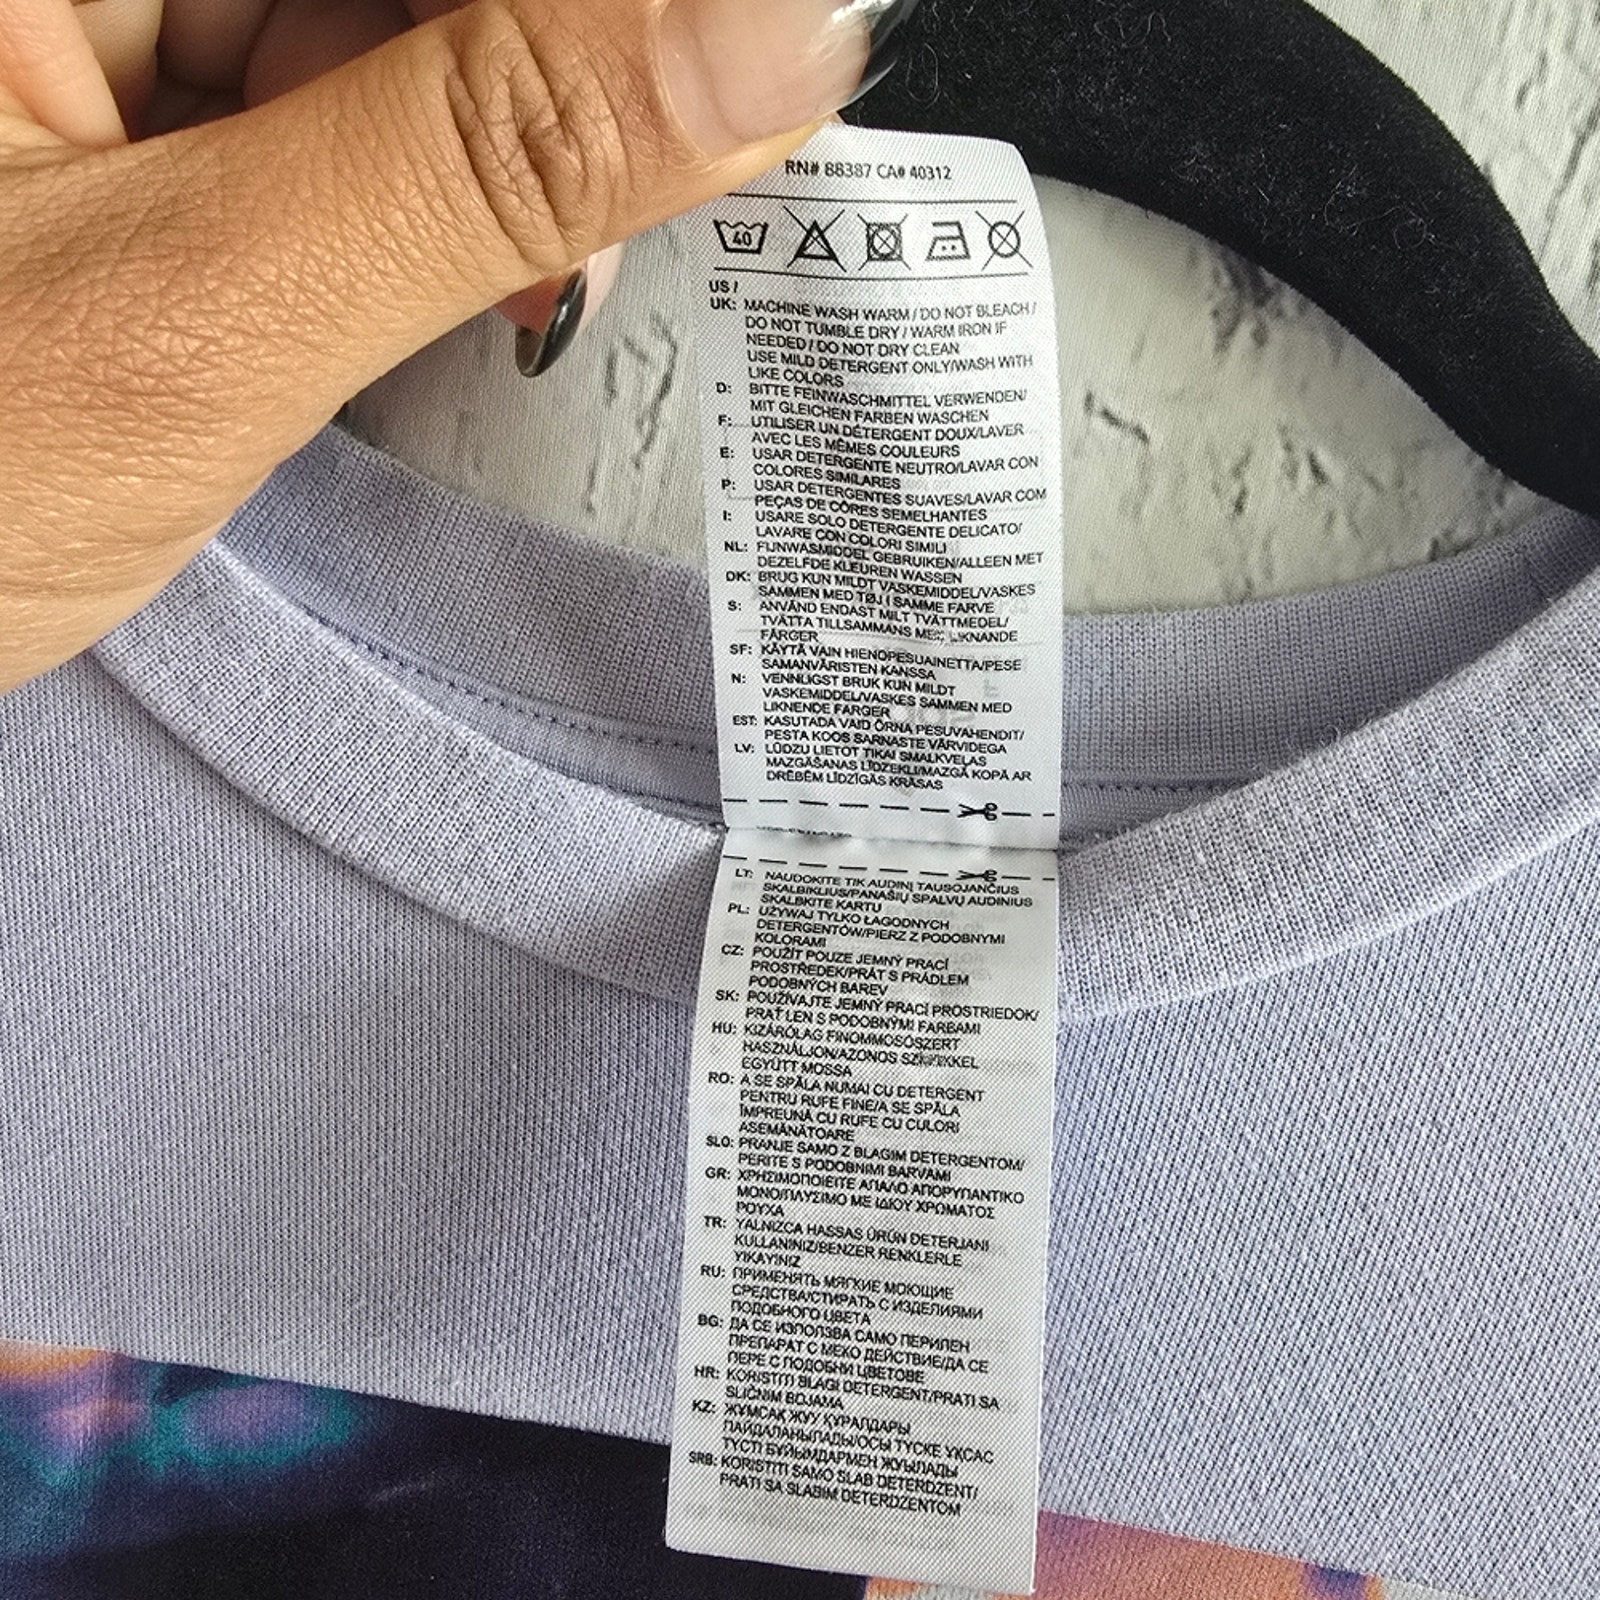 RN# 88387 CA# 40312
40
US /
UK: MACHINE WASH WARM / DO NOT BLEACH /
DO NOT TUMBLE DRY / WARM IRON IF
NEEDED / DO NOT DRY CLEAN
USE MILD DETERGENT ONLY/WASH WITH
LIKE COLORS
D: BITTE FEINWASCHMITTEL VERWENDEN/
MIT GLEICHEN FARBEN WASCHEN
F: UTILISER UN DÉTERGENT DOUX/LAVER
AVEC LES MÊMES COULEURS
E: USAR DETERGENTE NEUTRO/LAVAR CON
COLORES SIMILARES
P: USAR DETERGENTES SUAVES/LAVAR COM
PEÇAS DE CÔRES SEMELHANTES
I: USARE SOLO DETERGENTE DELICATO/
LAVARE CON COLORI SIMILI
NL: FIJNWASMIDDEL GEBRUIKEN/ALLEEN MET
DEZELFDE KLEUREN WASSEN
DK: BRUG KUN MILDT VASKEMIDDEL/VASKES
SAMMEN MED TØJ I SAMME FARVE
S: ANVÄND ENDAST MILT TVÄTTMEDEL/
TVÄTTA TILLSAMMANS MED LIKNANDE
FÄRGER
SF: KÄYTÄ VAIN HIENOPESUAINETTA/PESE
SAMANVÄRISTEN KANSSA
N: VENNLIGST BRUK KUN MILDT
VASKEMIDDEL/VASKES SAMMEN MED
LIKNENDE FARGER
EST: KASUTADA VAID ÕRNA PESUVAHENDIT/
PESTA KOOS SARNASTE VÄRVIDEGA
LV: LŪDZU LIETOT TIKAI SMALKVEĻAS
MAZGĀŠANAS LĪDZEKLI/MAZGĀ KOPĀ AR
DRĒBĒM LĪDZĪGĀS KRĀSAS
LT: NAUDOKITE TIK AUDINĮ TAUSOJANČIUS
SKALBIKLIUS/PANAŠIŲ SPALVŲ AUDINIUS
SKALBKITE KARTU
PL: UŻYWAJ TYLKO ŁAGODNYCH
DETERGENTÓW/PIERZ Z PODOBNYMI
KOLORAMI
CZ: POUŽÍT POUZE JEMNÝ PRACÍ
PROSTŘEDEK/PRÁT S PRÁDLEM
PODOBNÝCH BAREV
SK: POUŽÍVAJTE JEMNÝ PRACÍ PROSTRIEDOK/
PRAŤ LEN S PODOBNÝMI FARBAMI
HU: KIZÁRÓLAG FINOMMOSÓSZERT
HASZNÁLJON/AZONOS SZÍNEKKEL
EGYÜTT MOSSA
RO: A SE SPĂLA NUMAI CU DETERGENT
PENTRU RUFE FINE/A SE SPĂLA
ÎMPREUNĂ CU RUFE CU CULORI
ASEMĂNĂTOARE
SLO: PRANJE SAMO Z BLAGIM DETERGENTOM/
PERITE S PODOBNIMI BARVAMI
GR: ΧΡΗΣΙΜΟΠΟΙΕΙΤΕ ΑΠΑΛΟ ΑΠΟΡΥΠΑΝΤΙΚΟ
ΜΟΝΟ/ΠΛΥΣΙΜΟ ΜΕ ΙΔΙΟΥ ΧΡΩΜΑΤΟΣ
ΡΟΥΧΑ
TR: YALNIZCA HASSAS ÜRÜN DETERJANI
KULLANINIZ/BENZER RENKLERLE
YIKAYINIZ
RU: ПРИМЕНЯТЬ МЯГКИЕ МОЮЩИЕ
СРЕДСТВА/СТИРАТЬ С ИЗДЕЛИЯМИ
ПОДОБНОГО ЦВЕТА
BG: ДА СЕ ИЗПОЛЗВА САМО ПЕРИЛЕН
ПРЕПАРАТ С МЕКО ДЕЙСТВИЕ/ДА СЕ
ПЕРЕ С ПОДОБНИ ЦВЕТОВЕ
HR: KORISTITI BLAGI DETERGENT/PRATI SA
SLIČNIM BOJAMA
KZ: ЖҰМСАҚ ЖУУ ҚҰРАЛДАРЫ
ПАЙДАЛАНЫЛАДЫ/ОСЫ ТҮСКЕ ҰҚСАС
ТҮСТІ БҰЙЫМДАРМЕН ЖУЫЛАДЫ
SRB: KORISTITI SAMO SLAB DETERDŽENT/
PRATI SA SLABIM DETERDŽENTOM